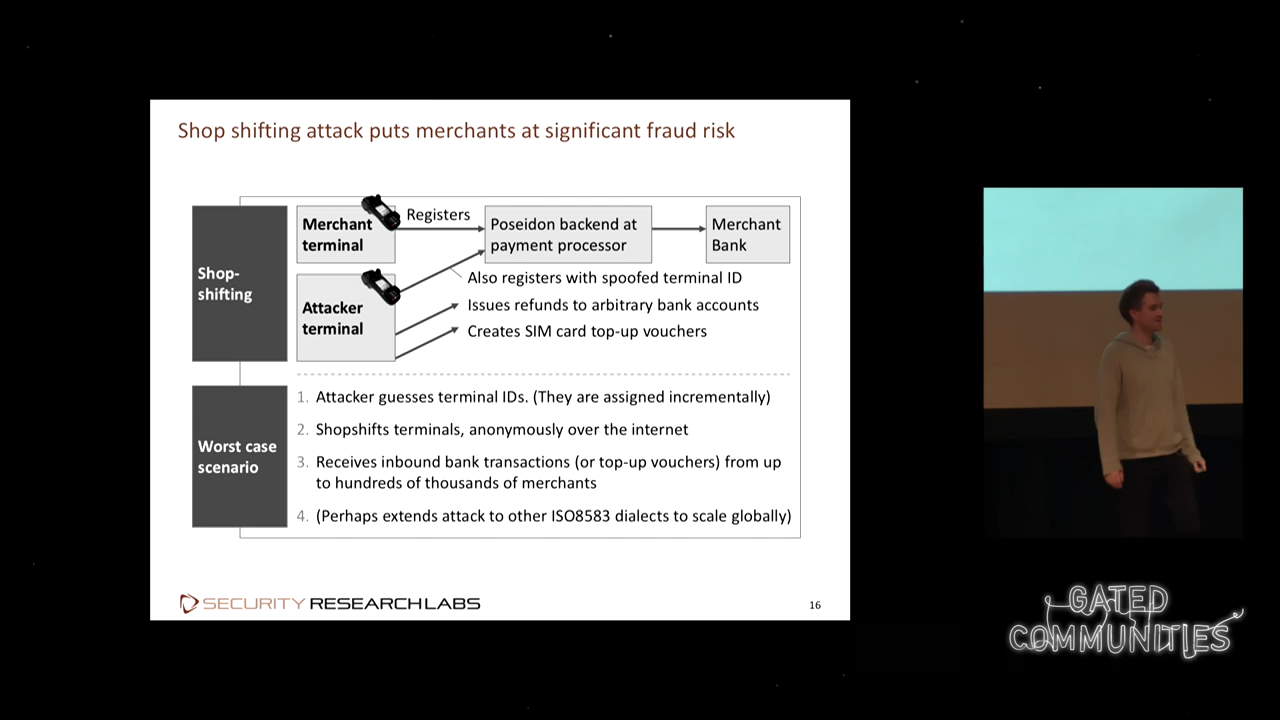 Shop shifting attack puts merchants at significant fraud risk
Shop-
shifting
Merchant
terminal
Registers
Poseidon backend at
payment processor
Merchant
Bank
Attacker
terminal
Also registers with spoofed terminal ID
Issues refunds to arbitrary bank accounts
Creates SIM card top-up vouchers
Worst case
scenario
1. Attacker guesses terminal IDs. (They are assigned incrementally)
2. Shopshifts terminals, anonymously over the internet
3. Receives inbound bank transactions (or top-up vouchers) from up
to hundreds of thousands of merchants
4. (Perhaps extends attack to other ISO8583 dialects to scale globally)
SECURITY RESEARCH LABS
16
GATED
COMMUNITIES